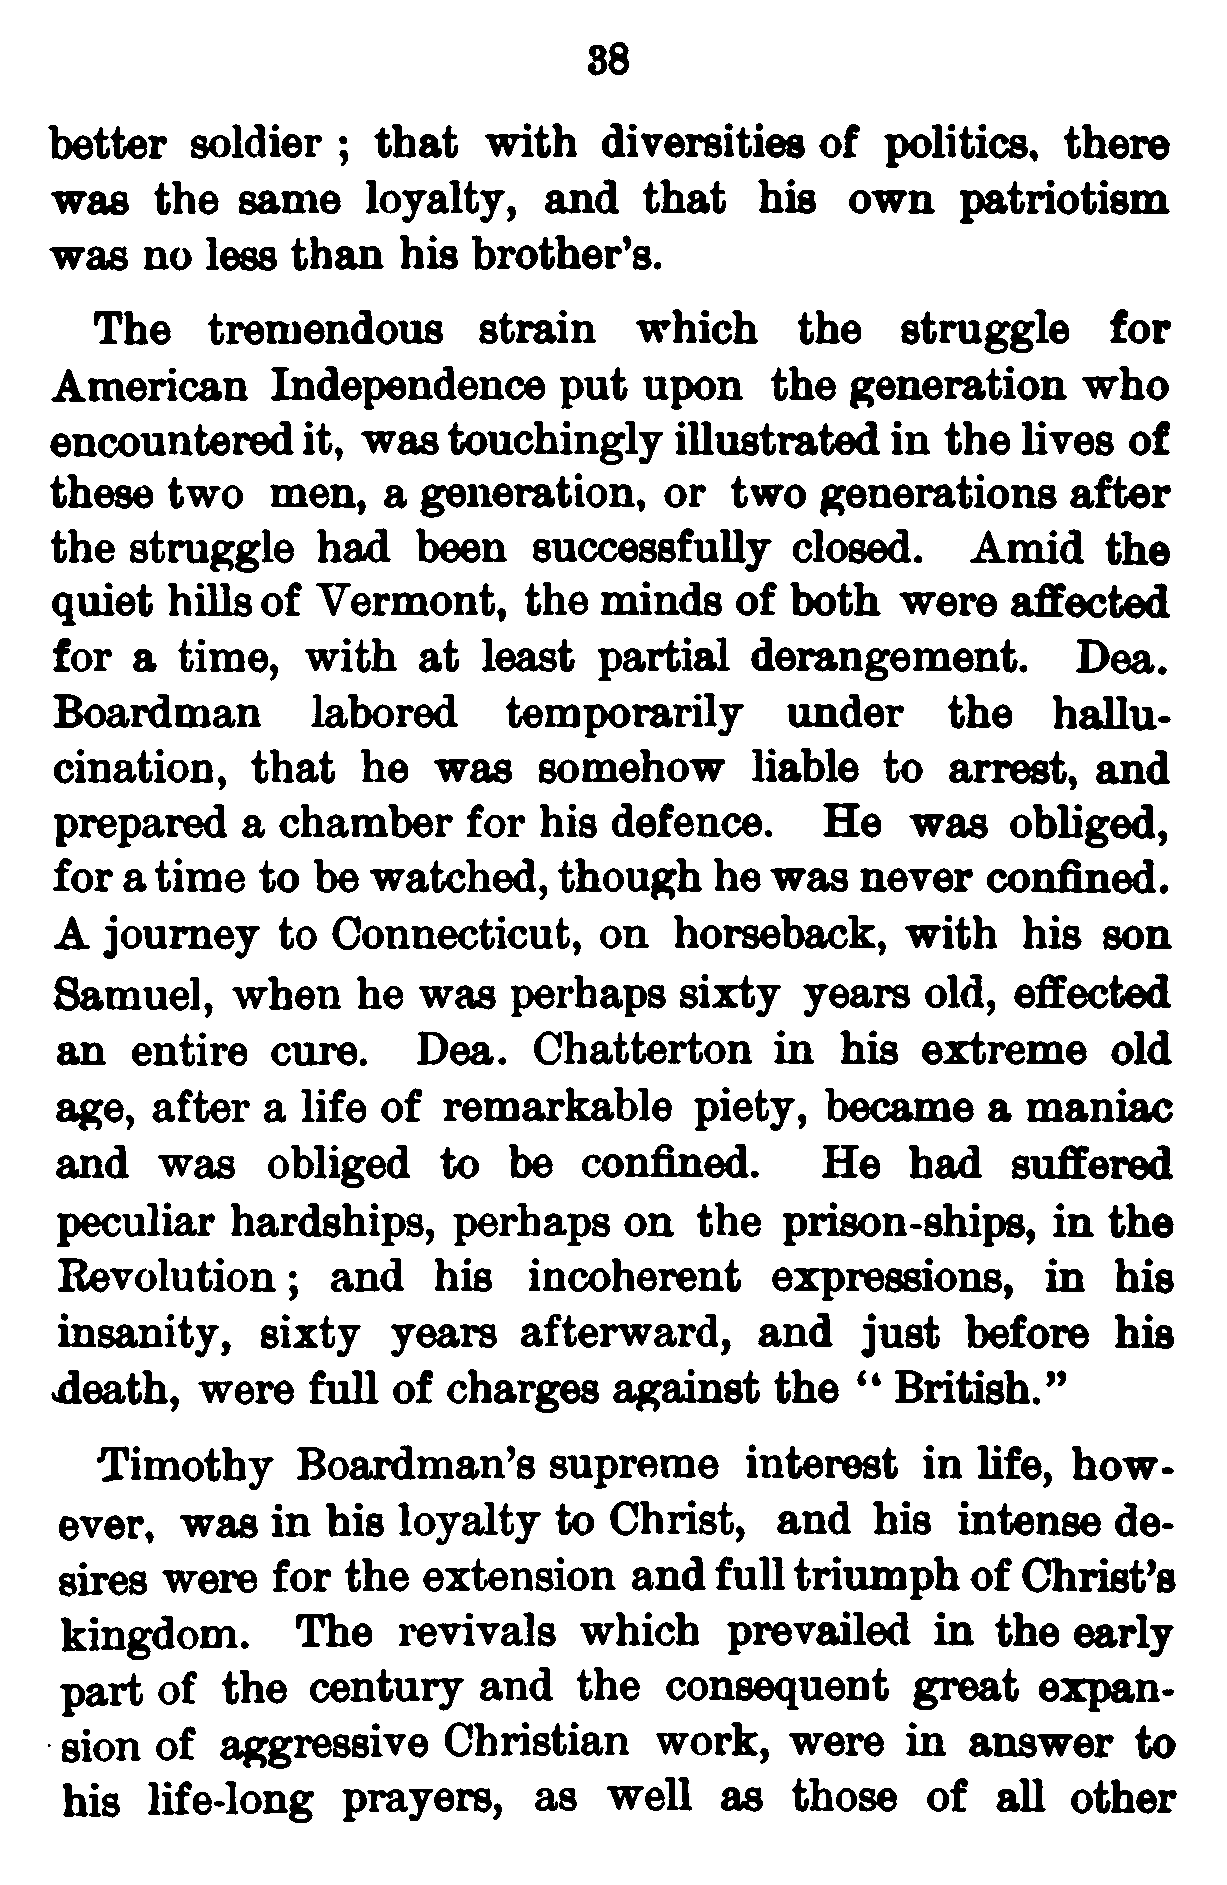 38
better soldier ; that with diversities of politics, there
was the same loyalty, and that his own patriotism
was no less than his brother's.
The tremendous strain which the struggle for
American Independence put upon the generation who
encountered it, was touchingly illustrated in the lives of
these two men, a generation, or two generations after
the struggle had been successfully closed. Amid the
quiet hills of Vermont, the minds of both were affected
for a time, with at least partial derangement. Dea.
Boardman labored temporarily under the hallu-
cination, that he was somehow liable to arrest, and
prepared a chamber for his defence. He was obliged,
for a time to be watched, though he was never confined.
A journey to Connecticut, on horseback, with his son
Samuel, when he was perhaps sixty years old, effected
an entire cure. Dea. Chatterton in his extreme old
age, after a life of remarkable piety, became a maniac
and was obliged to be confined. He had suffered
peculiar hardships, perhaps on the prison-ships, in the
Revolution ; and his incoherent expressions, in his
insanity, sixty years afterward, and just before his
death, were full of charges against the “ British.”
Timothy Boardman's supreme interest in life, how-
ever, was in his loyalty to Christ, and his intense de-
sires were for the extension and full triumph of Christ's
kingdom. The revivals which prevailed in the early
part of the century and the consequent great expan-
sion of aggressive Christian work, were in answer to
his life-long prayers, as well as those of all other